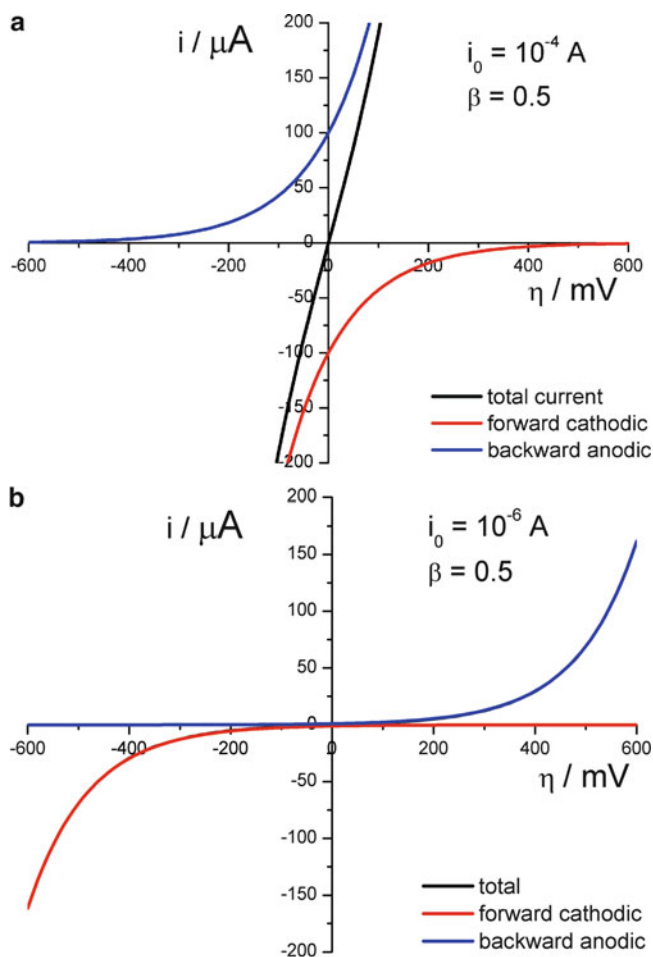 a
i / μA
i₀ = 10⁻⁴ A
β = 0.5
200
150
100
50
0
-50
-100
-150
-200
-600 -400 -200 0 200 400 600
η / mV
total current
forward cathodic
backward anodic
b
i / μA
i₀ = 10⁻⁶ A
β = 0.5
200
150
100
50
0
-50
-100
-150
-200
-600 -400 -200 0 200 400 600
η / mV
total
forward cathodic
backward anodic